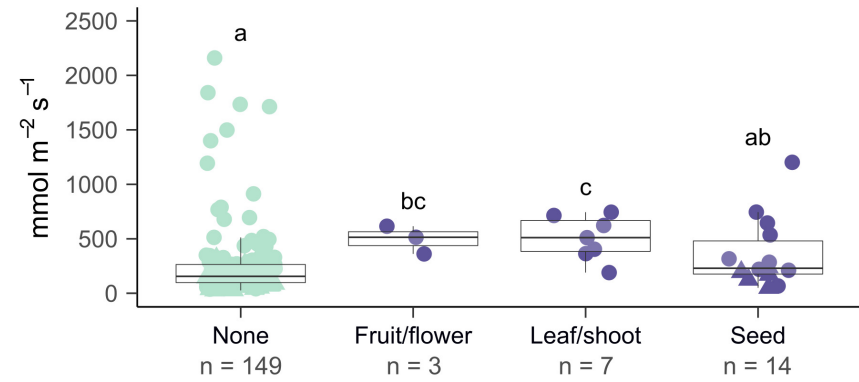 mmol m⁻² s⁻¹
2500
2000
1500
1000
500
0
a
bc
c
ab
None
Fruit/flower
Leaf/shoot
Seed
n = 149
n = 3
n = 7
n = 14